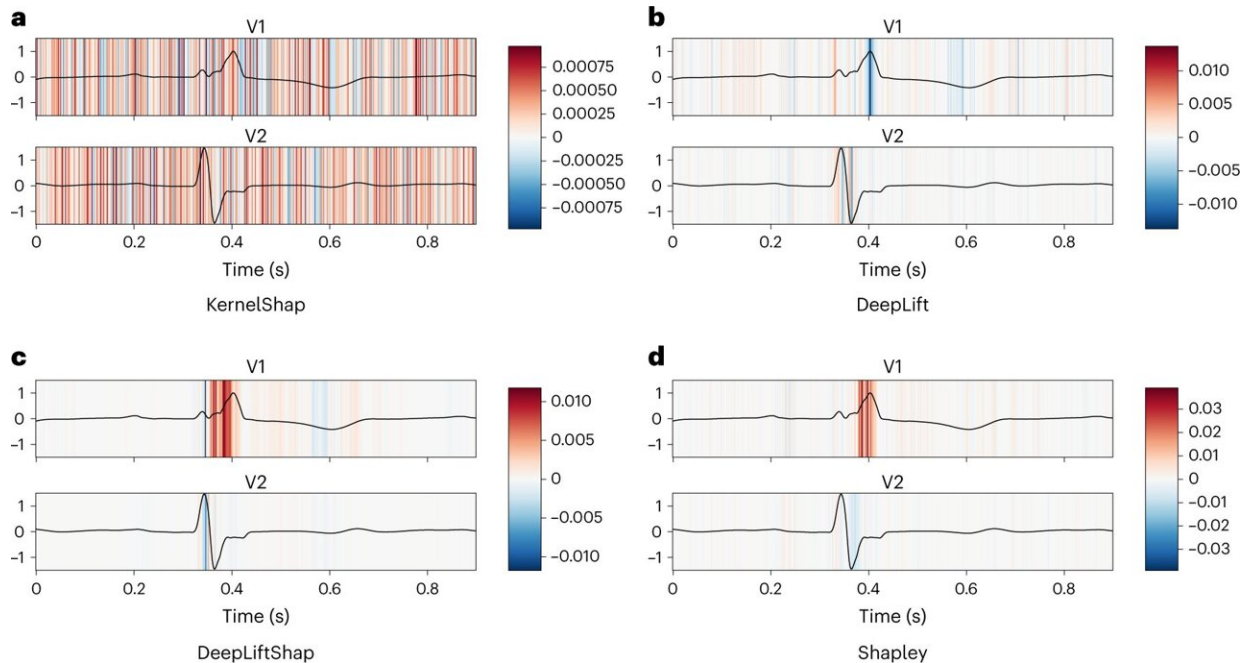 a
V1
1
0
−1
V2
1
0
−1
0 0.2 0.4 0.6 0.8
Time (s)
KernelShap
0.00075
0.00050
0.00025
0
−0.00025
−0.00050
−0.00075
b
V1
1
0
−1
V2
1
0
−1
0 0.2 0.4 0.6 0.8
Time (s)
DeepLift
0.010
0.005
0
−0.005
−0.010
c
V1
1
0
−1
V2
1
0
−1
0 0.2 0.4 0.6 0.8
Time (s)
DeepLiftShap
0.010
0.005
0
−0.005
−0.010
d
V1
1
0
−1
V2
1
0
−1
0 0.2 0.4 0.6 0.8
Time (s)
Shapley
0.03
0.02
0.01
0
−0.01
−0.02
−0.03